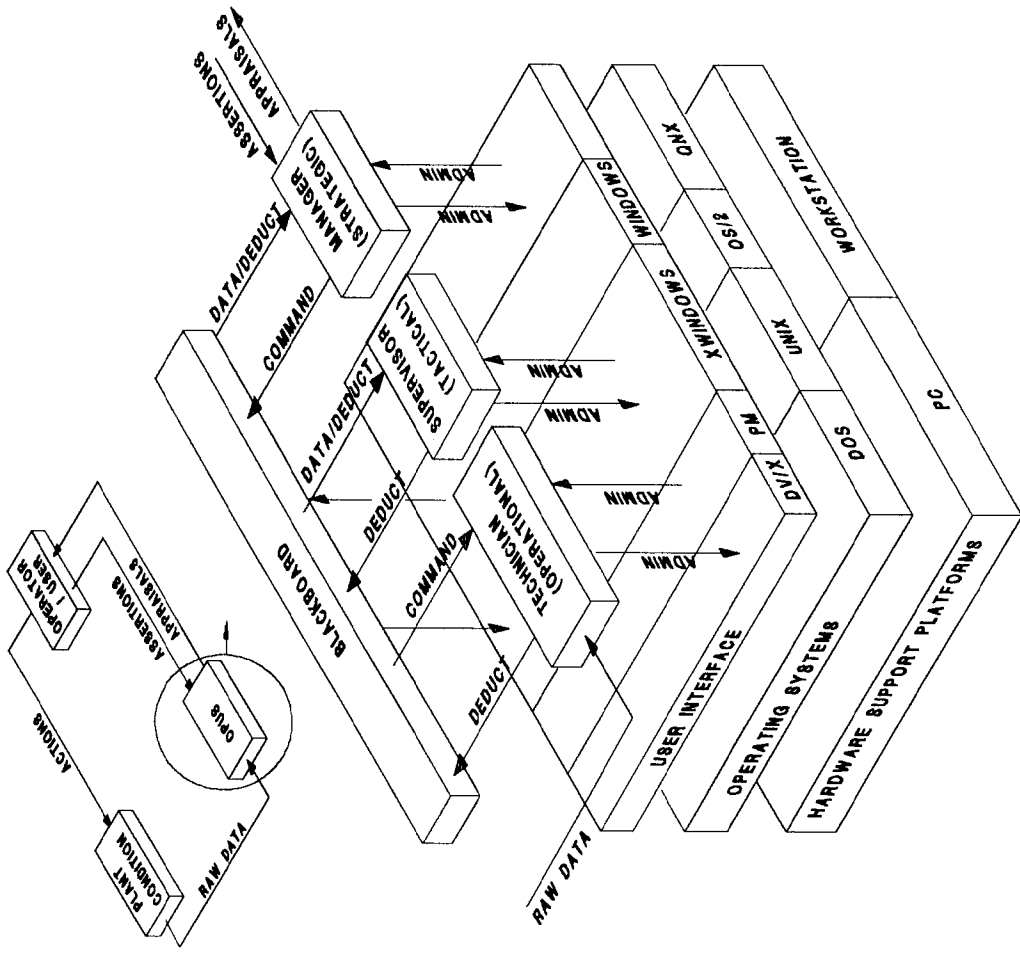 PLANT
CONDITION
ACTIONS
OPERATOR
/ USER
ASSERTIONS
APPRAISALS
OPUS
RAW DATA
BLACKBOARD
DATA/DEDUCT
COMMAND
ASSERTIONS
APPRAISALS
MANAGER
(STRATEGIC)
ADMIN
ADMIN
DATA/DEDUCT
DEDUCT
SUPERVISOR
(TACTICAL)
ADMIN
ADMIN
COMMAND
DEDUCT
TECHNICIAN
(OPERATIONAL)
ADMIN
ADMIN
RAW DATA
USER INTERFACE
DV/X
PM
XWINDOWS
WINDOWS
OPERATING SYSTEMS
DOS
UNIX
OS/2
QNX
HARDWARE SUPPORT PLATFORMS
PC
WORKSTATION